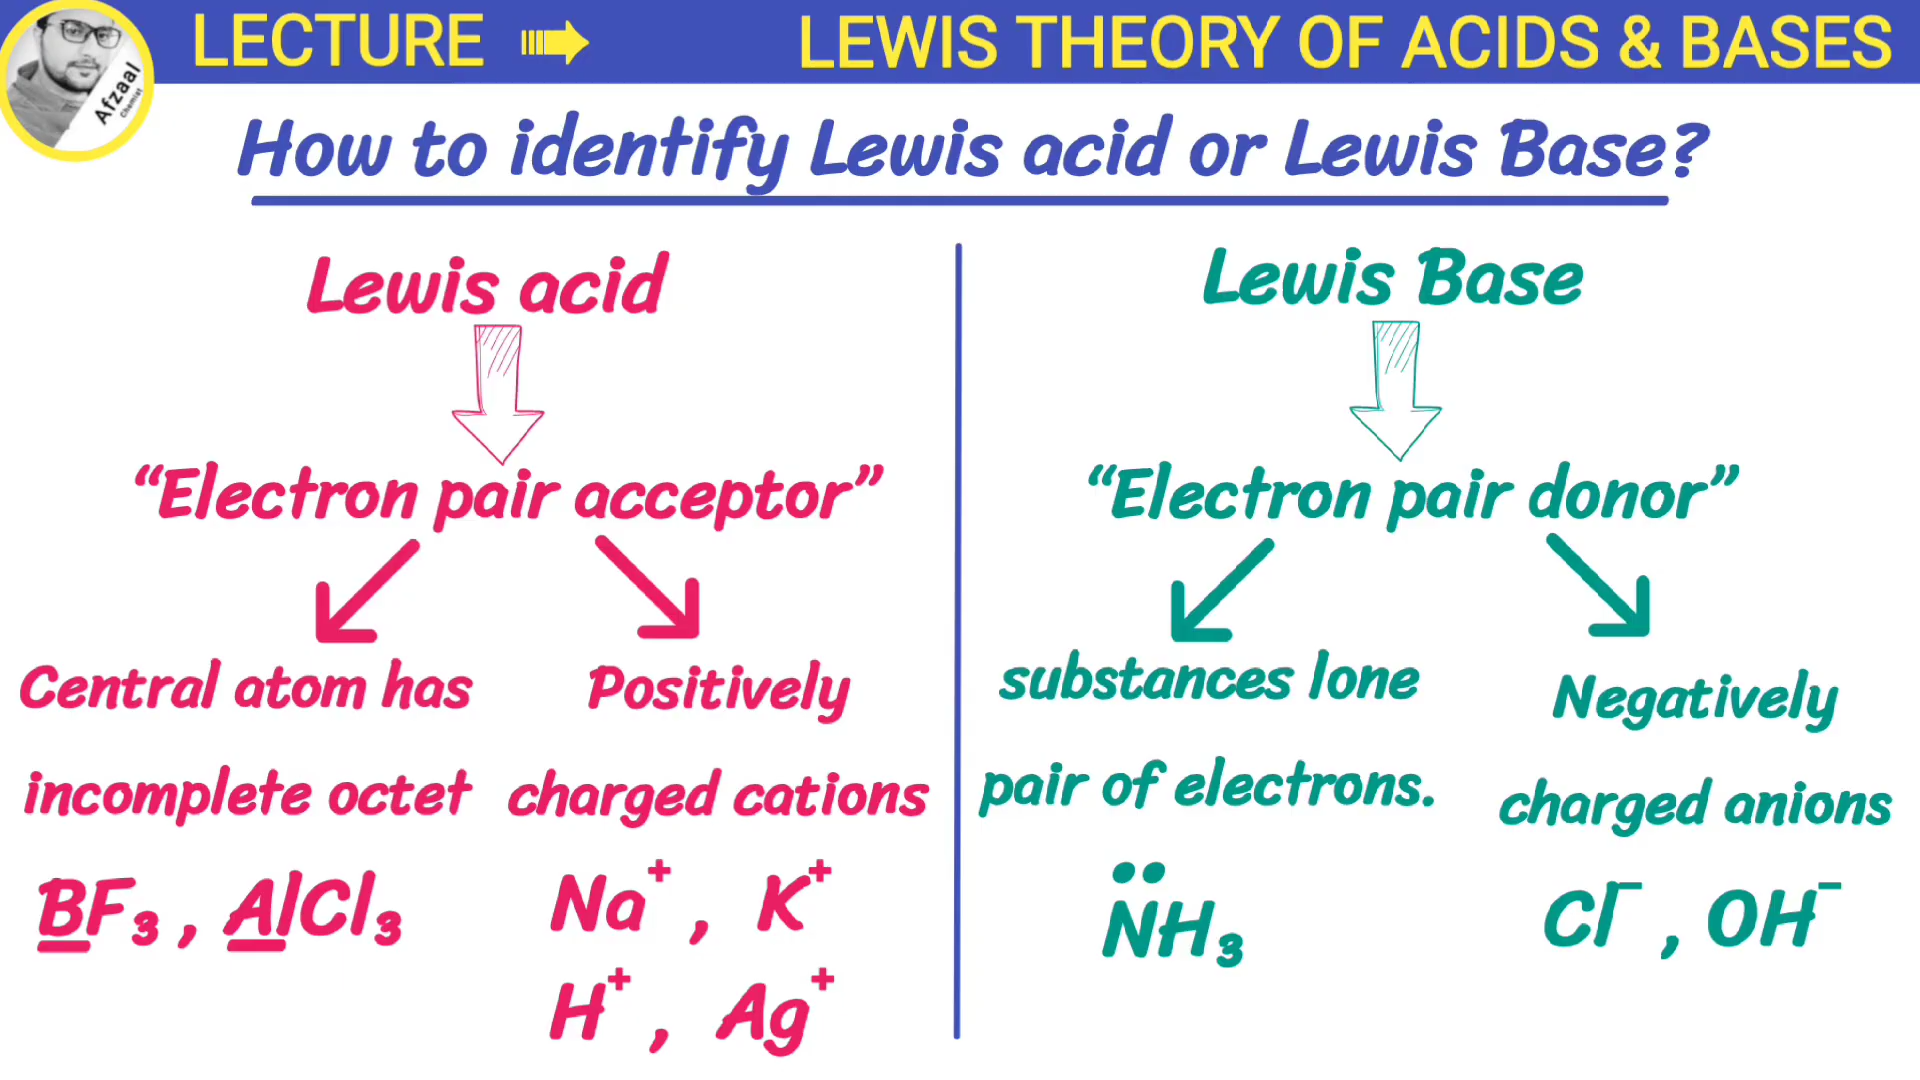 LECTURE
LEWIS THEORY OF ACIDS & BASES
Afzaal
Chemist
How to identify Lewis acid or Lewis Base?
Lewis acid
“Electron pair acceptor”
Central atom has
incomplete octet
BF₃ , AlCl₃
Positively
charged cations
Na⁺ , K⁺
H⁺ , Ag⁺
Lewis Base
“Electron pair donor”
substances lone
pair of electrons.
N̈H₃
Negatively
charged anions
Cl⁻ , OH⁻